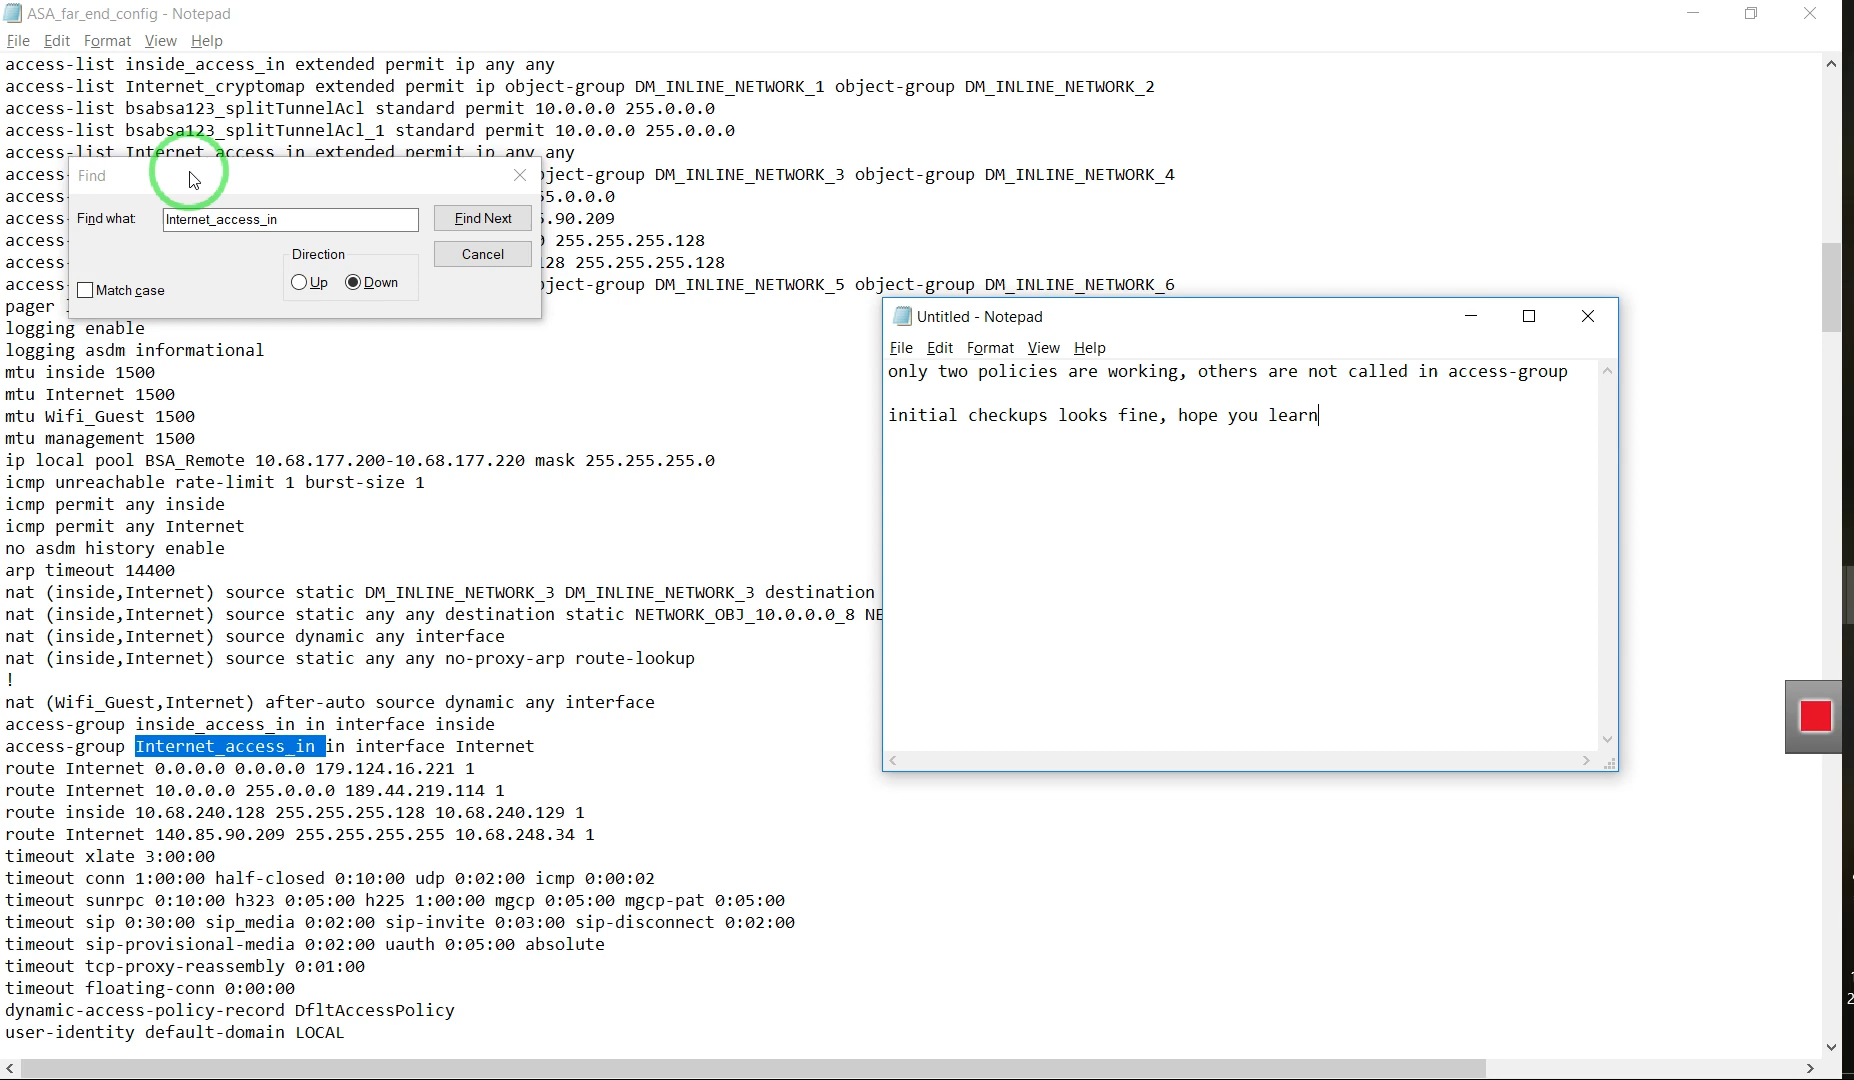 ASA_far_end_config - Notepad
File Edit Format View Help
access-list inside_access_in extended permit ip any any
access-list Internet_cryptomap extended permit ip object-group DM_INLINE_NETWORK_1 object-group DM_INLINE_NETWORK_2
access-list bsabsa123_splitTunnelAcl standard permit 10.0.0.0 255.0.0.0
access-list bsabsa123_splitTunnelAcl_1 standard permit 10.0.0.0 255.0.0.0
access-list Internet_access_in extended permit ip any any
access- ject-group DM_INLINE_NETWORK_3 object-group DM_INLINE_NETWORK_4
access- 5.0.0.0
access- .90.209
access- 255.255.255.128
access- 28 255.255.255.128
access- ject-group DM_INLINE_NETWORK_5 object-group DM_INLINE_NETWORK_6
Find
Find what:
Internet_access_in
Find Next
Direction
Cancel
Up Down
Match case
pager
logging enable
logging asdm informational
mtu inside 1500
mtu Internet 1500
mtu Wifi_Guest 1500
mtu management 1500
ip local pool BSA_Remote 10.68.177.200-10.68.177.220 mask 255.255.255.0
icmp unreachable rate-limit 1 burst-size 1
icmp permit any inside
icmp permit any Internet
no asdm history enable
arp timeout 14400
nat (inside,Internet) source static DM_INLINE_NETWORK_3 DM_INLINE_NETWORK_3 destination
nat (inside,Internet) source static any any destination static NETWORK_OBJ_10.0.0.0_8 NE
nat (inside,Internet) source dynamic any interface
nat (inside,Internet) source static any any no-proxy-arp route-lookup
!
nat (Wifi_Guest,Internet) after-auto source dynamic any interface
access-group inside_access_in in interface inside
access-group Internet_access_in in interface Internet
route Internet 0.0.0.0 0.0.0.0 179.124.16.221 1
route Internet 10.0.0.0 255.0.0.0 189.44.219.114 1
route inside 10.68.240.128 255.255.255.128 10.68.240.129 1
route Internet 140.85.90.209 255.255.255.255 10.68.248.34 1
timeout xlate 3:00:00
timeout conn 1:00:00 half-closed 0:10:00 udp 0:02:00 icmp 0:00:02
timeout sunrpc 0:10:00 h323 0:05:00 h225 1:00:00 mgcp 0:05:00 mgcp-pat 0:05:00
timeout sip 0:30:00 sip_media 0:02:00 sip-invite 0:03:00 sip-disconnect 0:02:00
timeout sip-provisional-media 0:02:00 uauth 0:05:00 absolute
timeout tcp-proxy-reassembly 0:01:00
timeout floating-conn 0:00:00
dynamic-access-policy-record DfltAccessPolicy
user-identity default-domain LOCAL
Untitled - Notepad
File Edit Format View Help
only two policies are working, others are not called in access-group
initial checkups looks fine, hope you learn